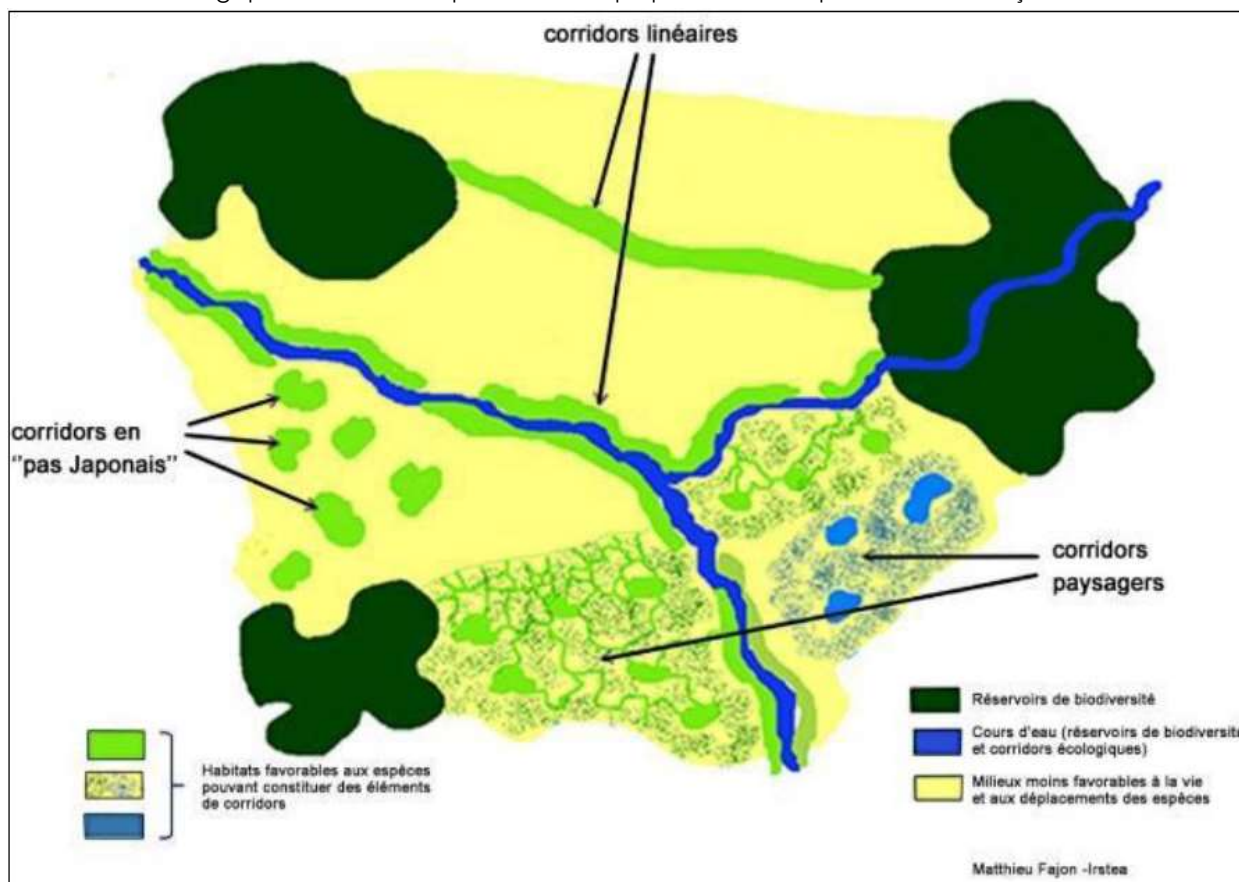 corridors linéaires
corridors en
"pas Japonais"
corridors
paysagers
Réservoirs de biodiversité
Cours d'eau (réservoirs de biodiversité
et corridors écologiques)
Milieux moins favorables à la vie
et aux déplacements des espèces
Habitats favorables aux espèces
pouvant constituer des éléments
de corridors
Matthieu Fajon -Irstea